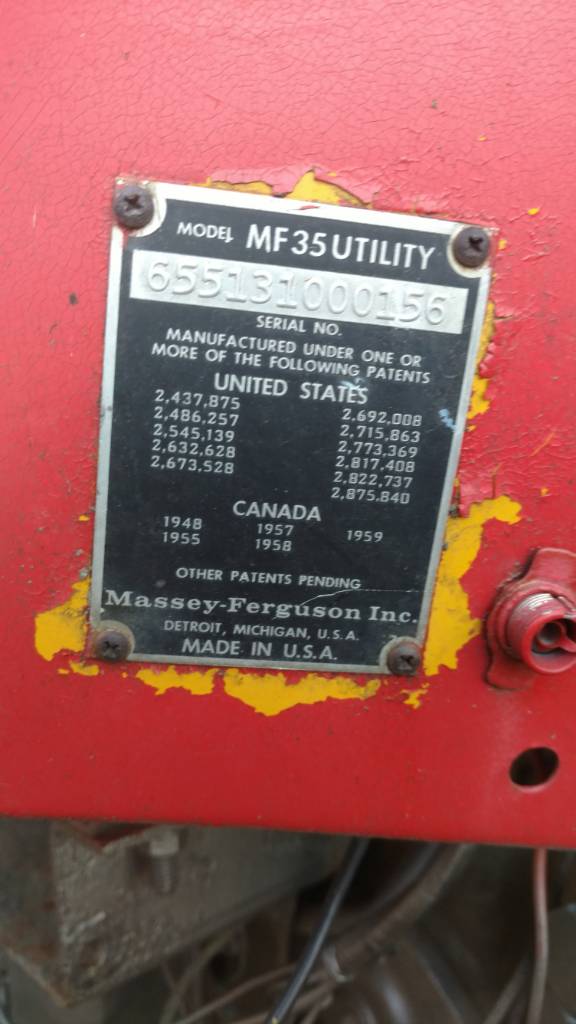 MODEL MF35 UTILITY
655131000156
SERIAL NO.
MANUFACTURED UNDER ONE OR
MORE OF THE FOLLOWING PATENTS
UNITED STATES
2,437,875 2,692,008
2,486,257 2,715,863
2,545,139 2,773,369
2,632,628 2,817,408
2,673,528 2,822,737
2,875,840
CANADA
1948 1957 1959
1955 1958
OTHER PATENTS PENDING
Massey-Ferguson Inc.
DETROIT, MICHIGAN, U.S.A.
MADE IN U.S.A.